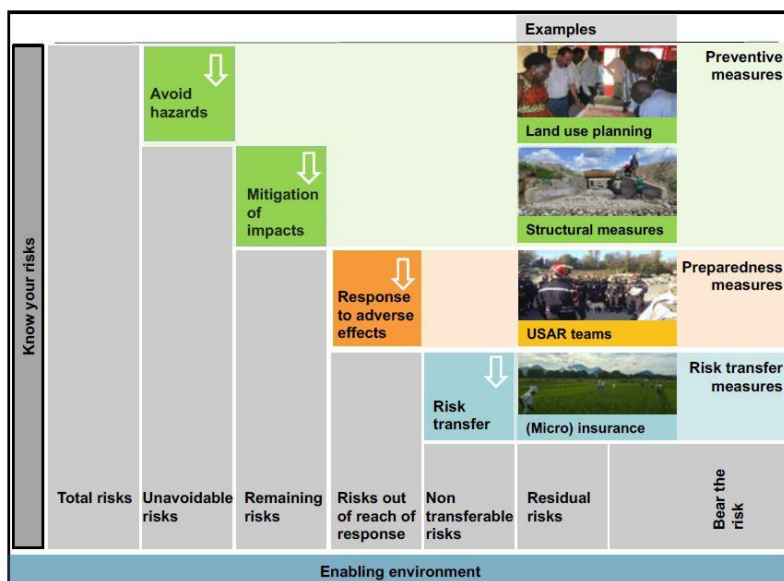 Examples
Know your risks
Avoid
hazards
Land use planning
Preventive
measures
Mitigation
of
impacts
Structural measures
Response
to adverse
effects
USAR teams
Preparedness
measures
Risk
transfer
(Micro) insurance
Risk transfer
measures
Total risks
Unavoidable
risks
Remaining
risks
Risks out
of reach of
response
Non
transferable
risks
Residual
risks
Bear the
risk
Enabling environment